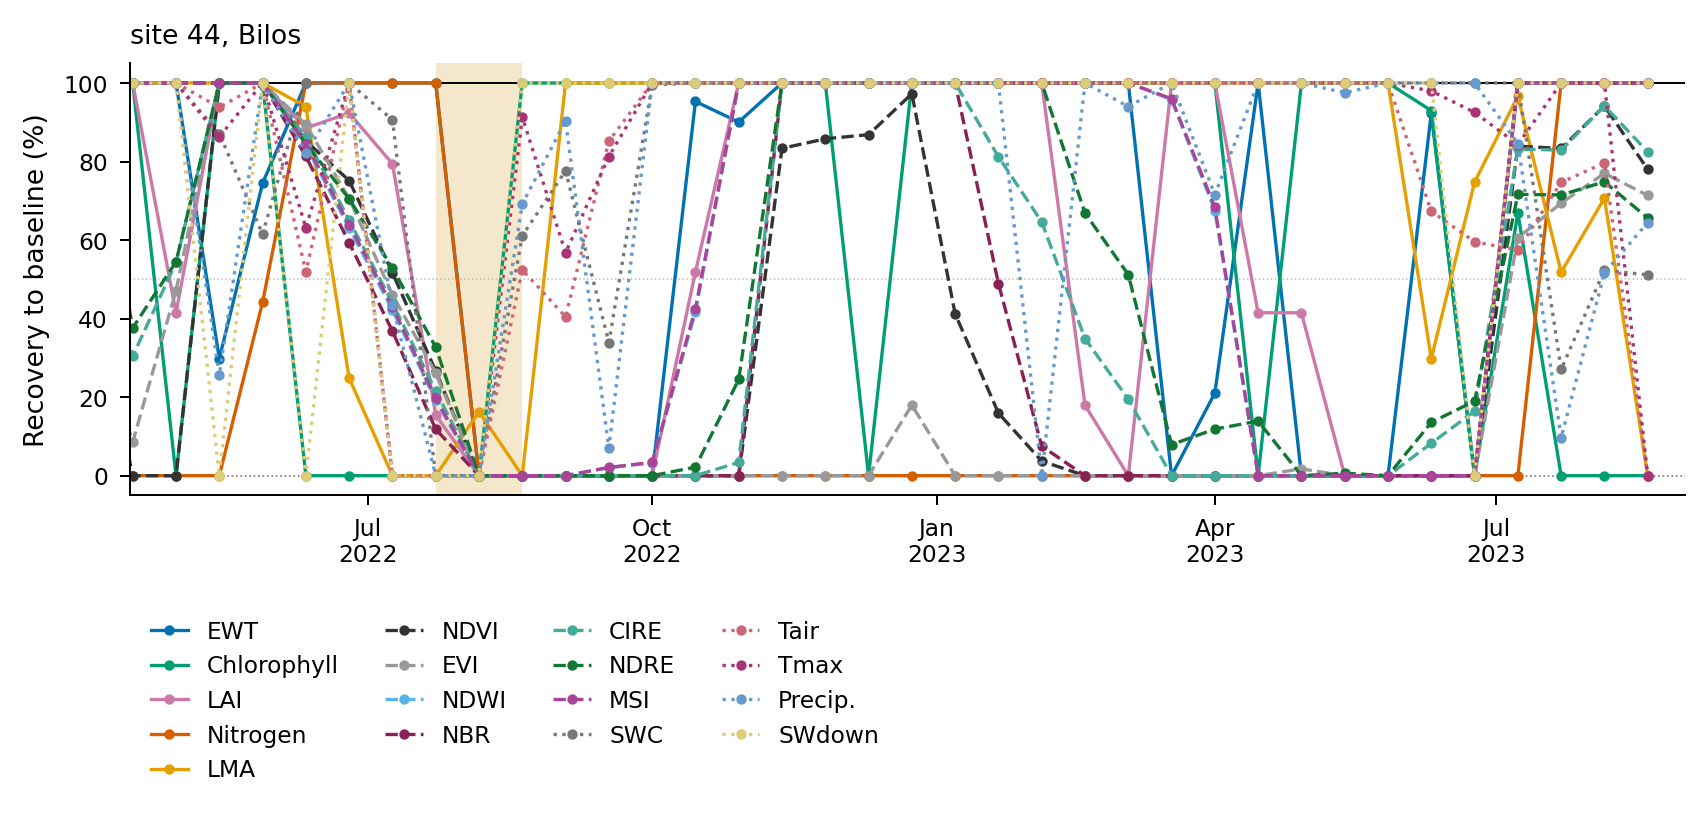 site 44, Bilos
Recovery to baseline (%)
100
80
60
40
20
0
Jul
2022
Oct
2022
Jan
2023
Apr
2023
Jul
2023
EWT
Chlorophyll
LAI
Nitrogen
LMA
NDVI
EVI
NDWI
NBR
CIRE
NDRE
MSI
SWC
Tair
Tmax
Precip.
SWdown